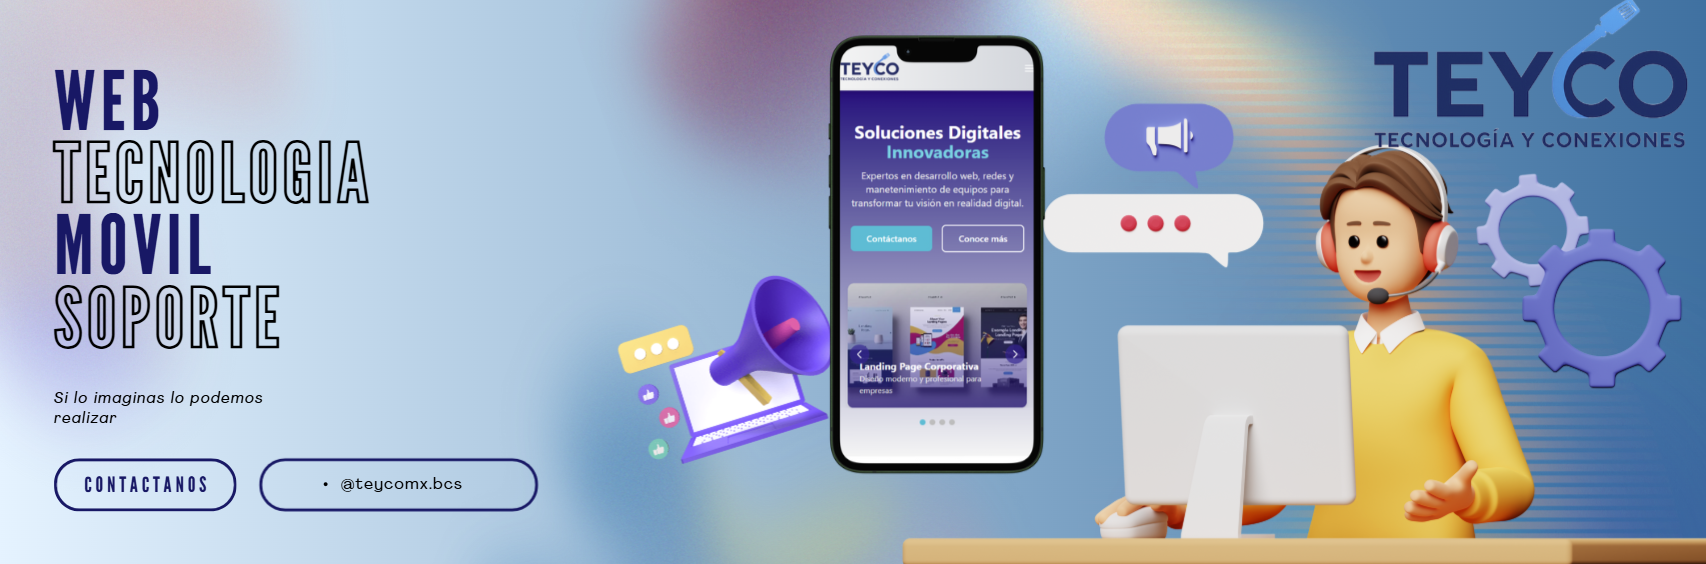 WEB
TECNOLOGIA
MOVIL
SOPORTE
Si lo imaginas lo podemos
realizar
CONTACTANOS
• @teycomx.bcs
TEYCO
TECNOLOGÍA Y CONEXIONES
Soluciones Digitales
Innovadoras
Expertos en desarrollo web, redes y
manetenimiento de equipos para
transformar tu visión en realidad digital.
Contáctanos
Conoce más
Landing Page Corporativa
Diseño moderno y profesional para
empresas
TEYCO
TECNOLOGÍA Y CONEXIONES